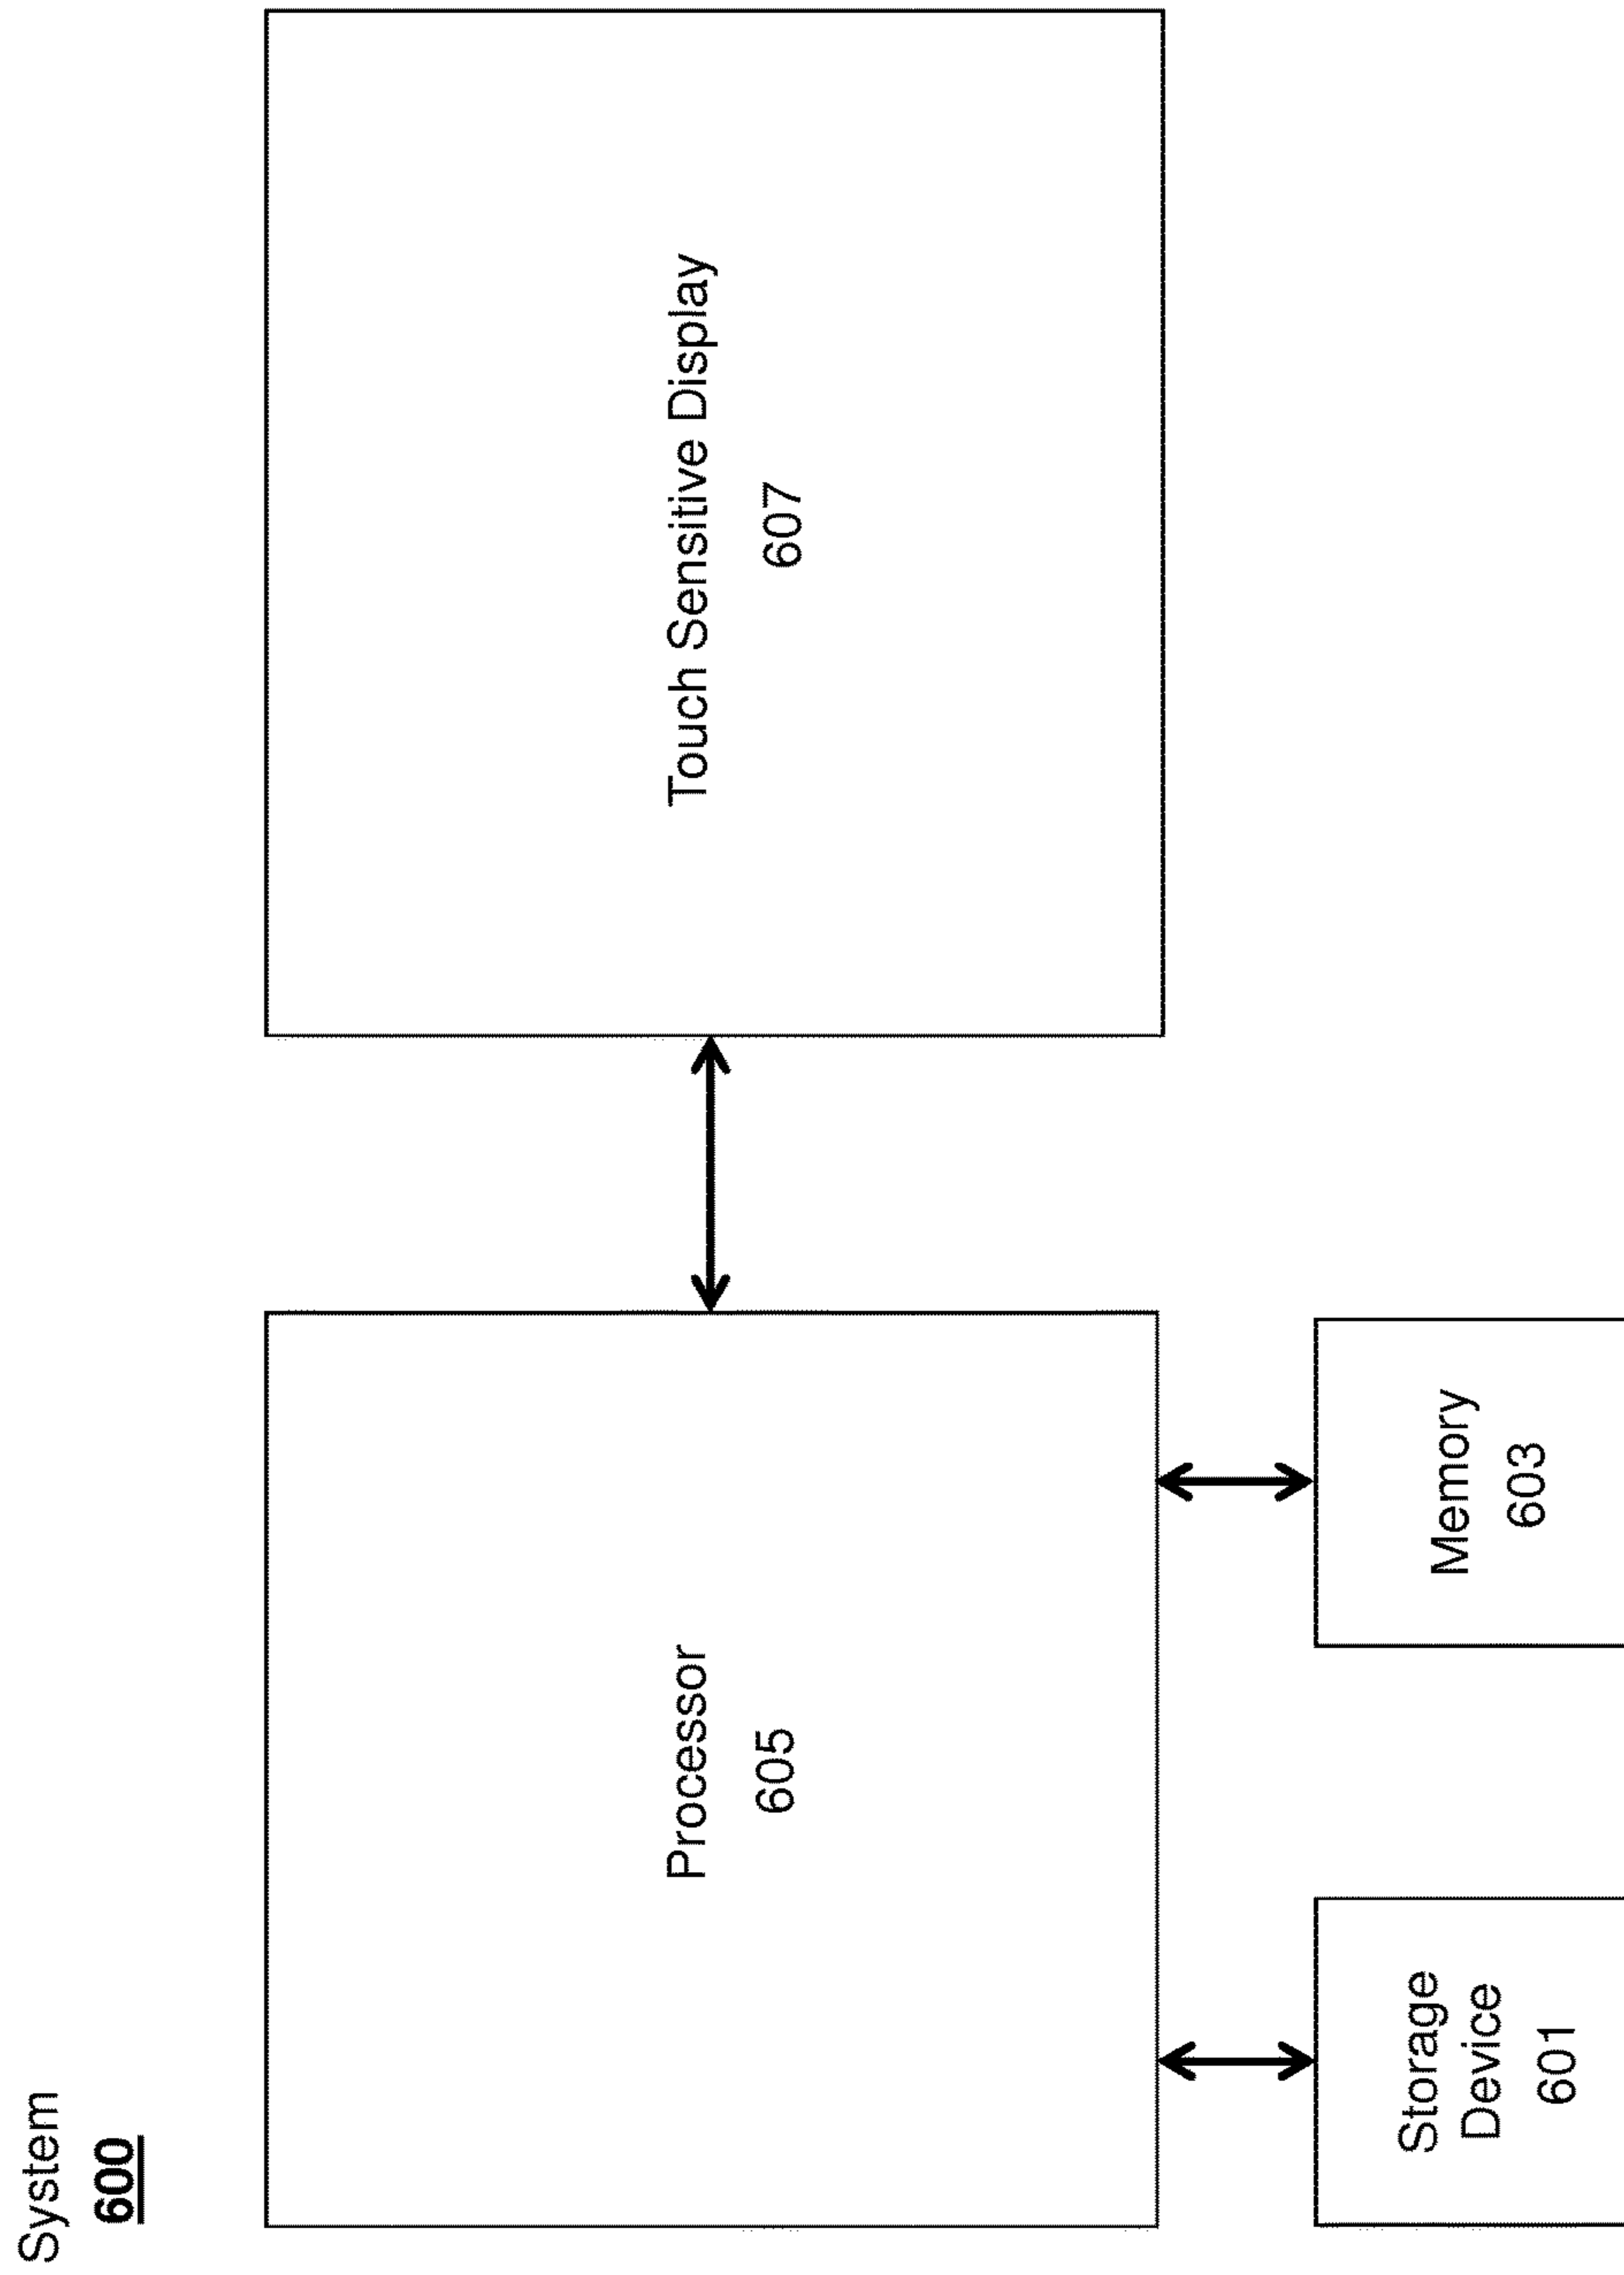 System
600
Processor
605
Touch Sensitive Display
607
Storage
Device
601
Memory
603